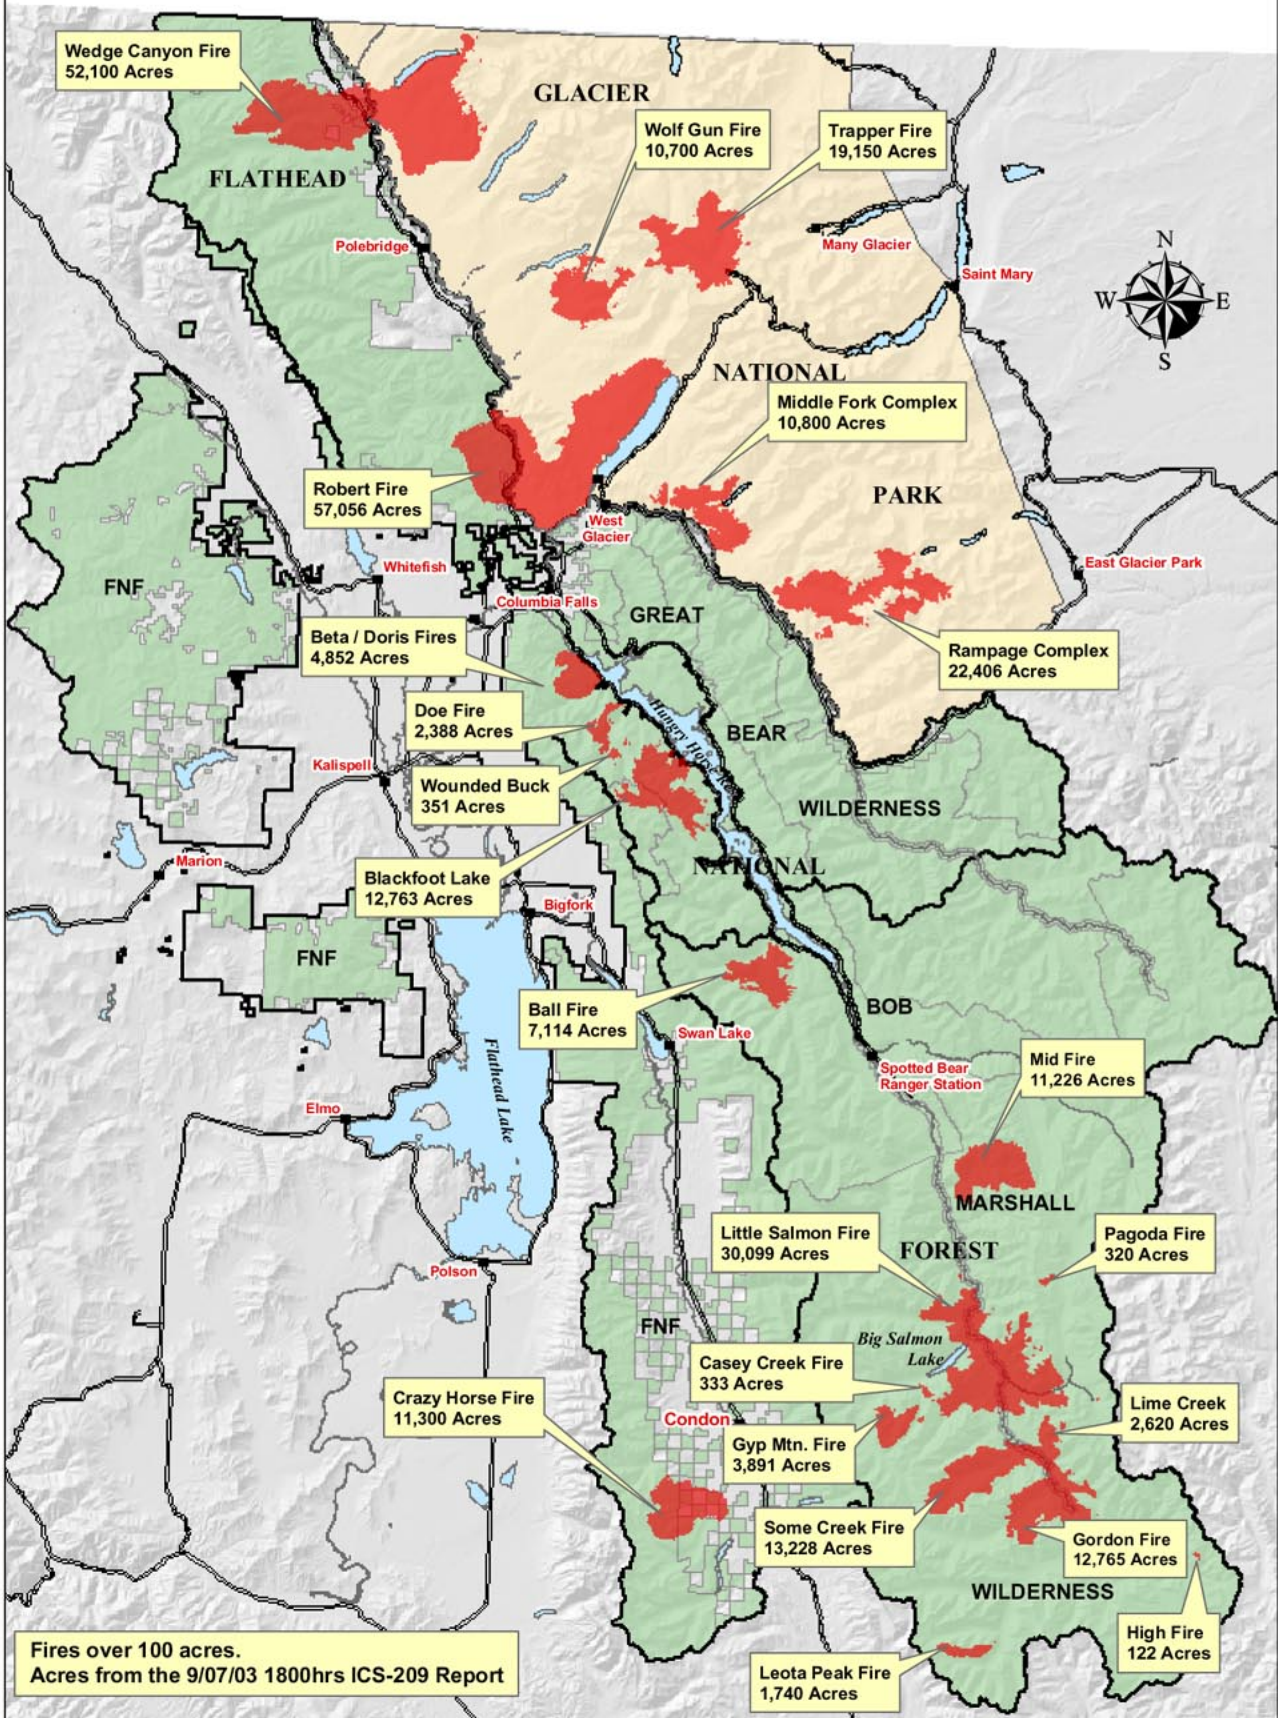 Wedge Canyon Fire
52,100 Acres
GLACIER
Wolf Gun Fire
10,700 Acres
Trapper Fire
19,150 Acres
FLATHEAD
Polebridge
Many Glacier
Saint Mary
N
W
E
S
NATIONAL
Middle Fork Complex
10,800 Acres
Robert Fire
57,056 Acres
PARK
West
Glacier
Whitefish
East Glacier Park
FNF
Columbia Falls
GREAT
Beta / Doris Fires
4,852 Acres
Rampage Complex
22,406 Acres
Doe Fire
2,388 Acres
Hungry Horse
BEAR
Kalispell
Wounded Buck
351 Acres
WILDERNESS
Marion
Blackfoot Lake
12,763 Acres
NATIONAL
Bigfork
FNF
Ball Fire
7,114 Acres
BOB
Swan Lake
Flathead Lake
Spotted Bear
Ranger Station
Mid Fire
11,226 Acres
Elmo
MARSHALL
Little Salmon Fire
30,099 Acres
FOREST
Pagoda Fire
320 Acres
Polson
FNF
Big Salmon
Lake
Casey Creek Fire
333 Acres
Crazy Horse Fire
11,300 Acres
Condon
Lime Creek
2,620 Acres
Gyp Mtn. Fire
3,891 Acres
Some Creek Fire
13,228 Acres
Gordon Fire
12,765 Acres
WILDERNESS
High Fire
122 Acres
Leota Peak Fire
1,740 Acres
Fires over 100 acres.
Acres from the 9/07/03 1800hrs ICS-209 Report